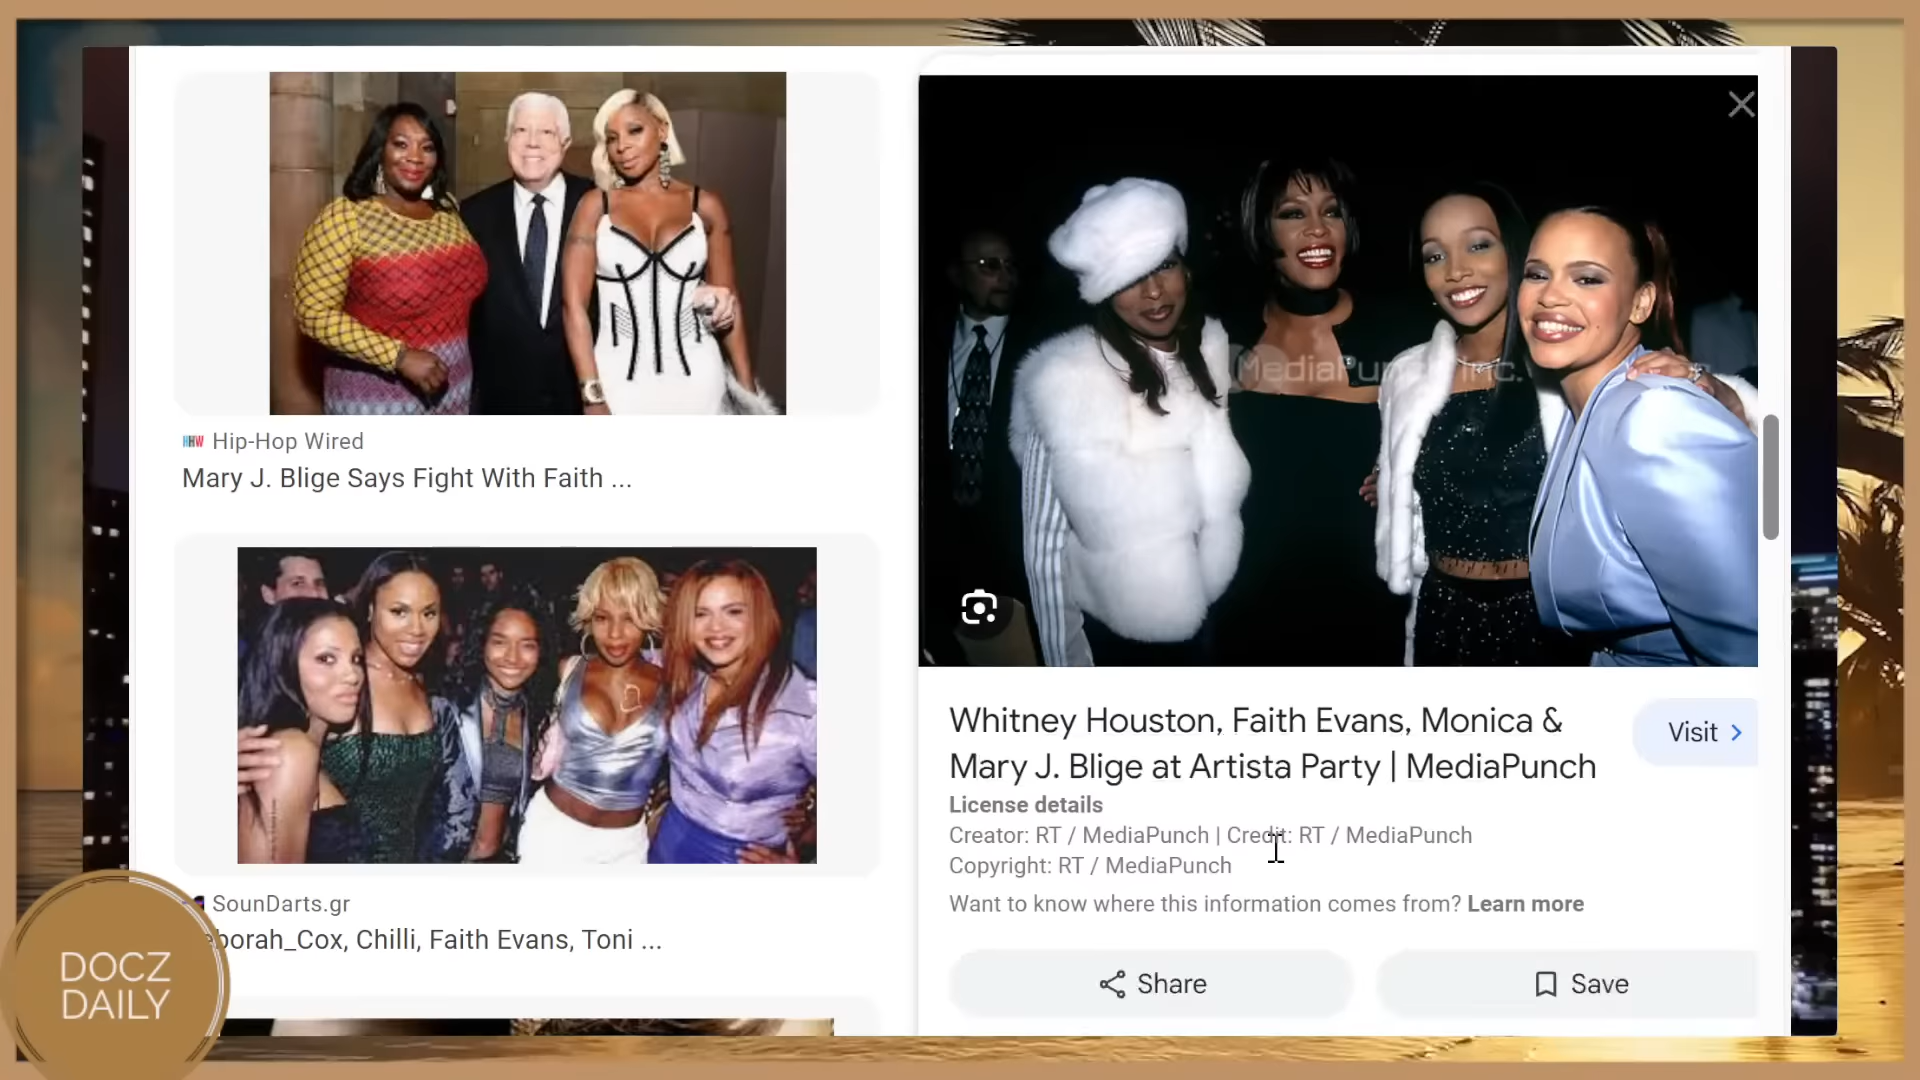 HHW Hip-Hop Wired
Mary J. Blige Says Fight With Faith ...
SounDarts.gr
eborah_Cox, Chilli, Faith Evans, Toni ...
MediaPunch Inc.
Whitney Houston, Faith Evans, Monica &
Mary J. Blige at Artista Party | MediaPunch
Visit
License details
Creator: RT / MediaPunch | Credit: RT / MediaPunch
Copyright: RT / MediaPunch
Want to know where this information comes from? Learn more
Share
Save
DOCZ
DAILY